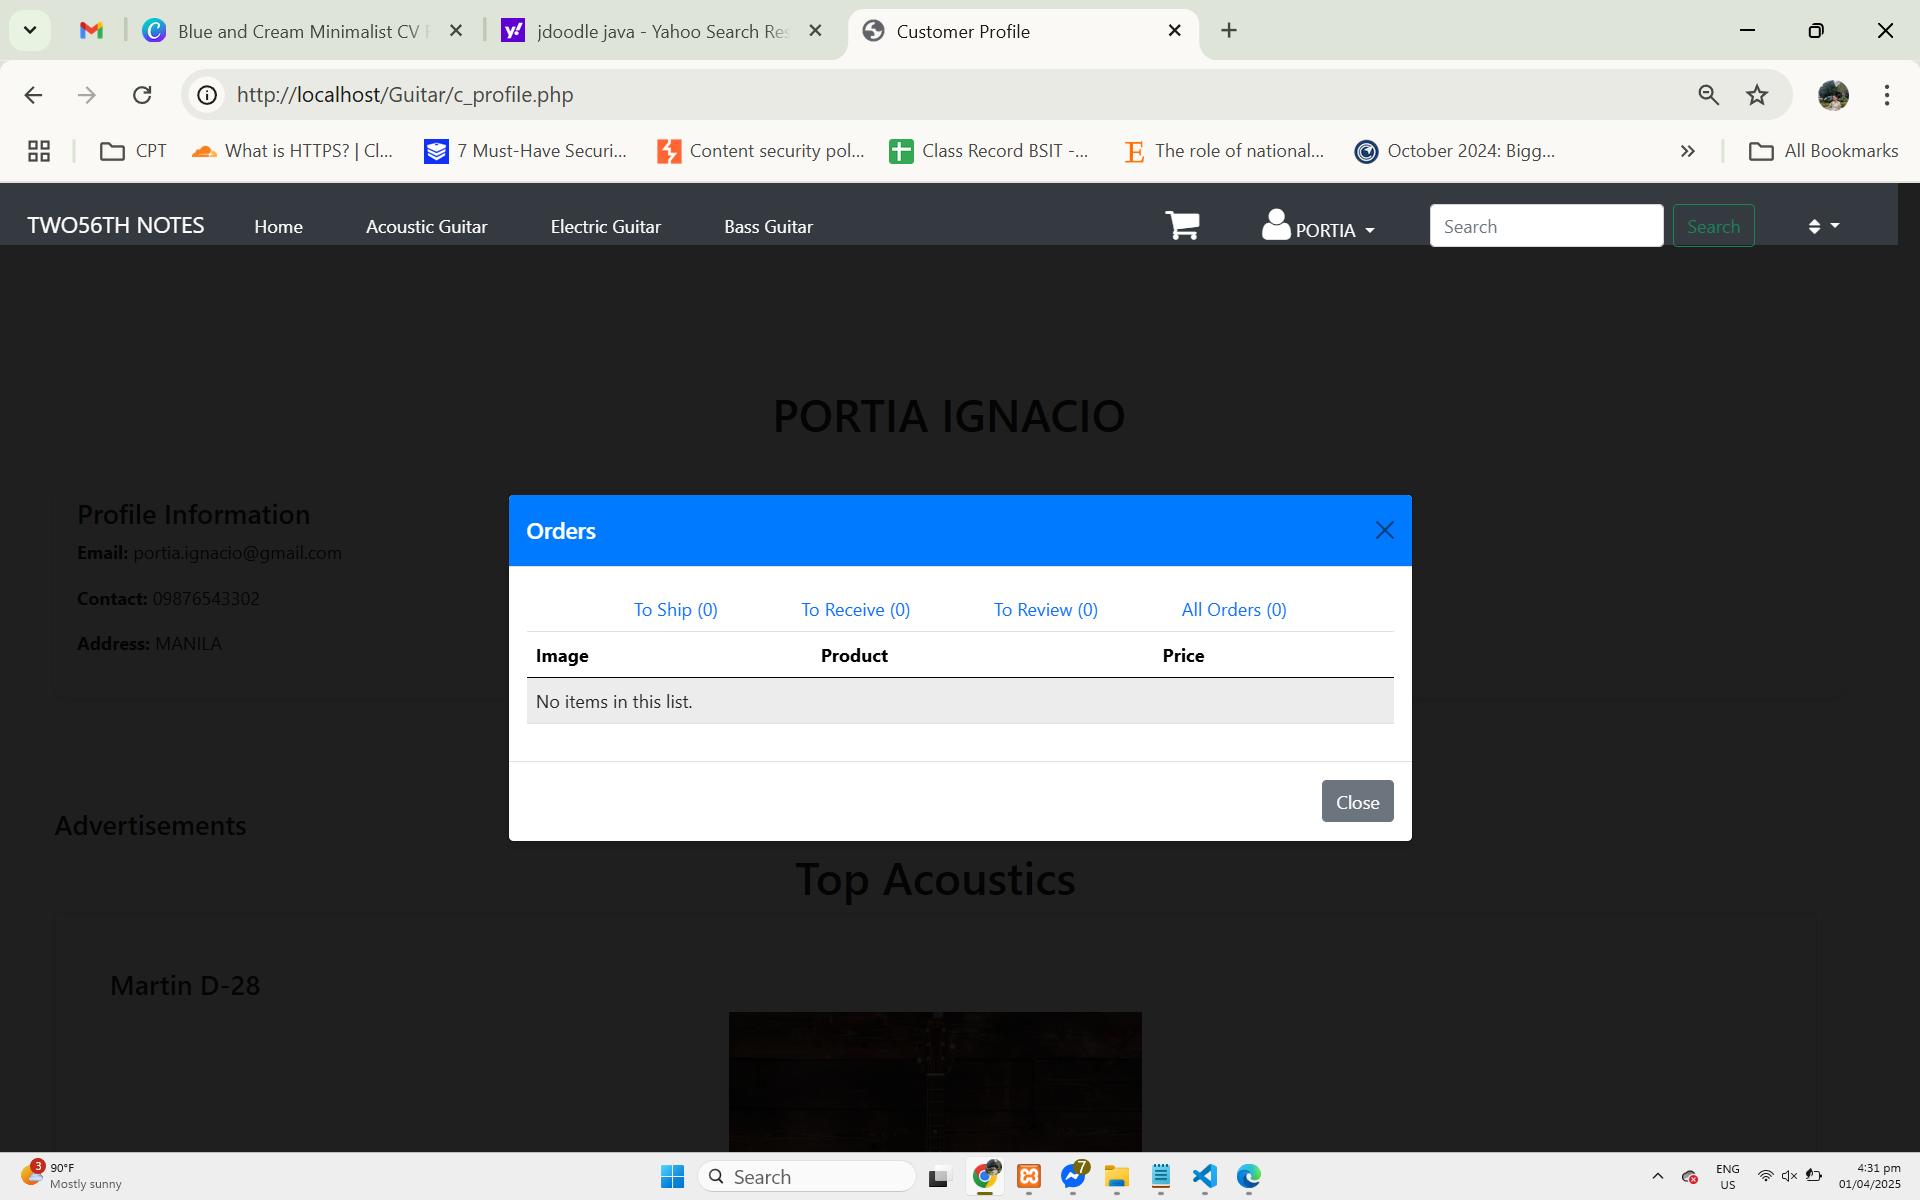 Blue and Cream Minimalist CV
jdoodle java - Yahoo Search Res
Customer Profile
http://localhost/Guitar/c_profile.php
CPT
What is HTTPS? | Cl...
7 Must-Have Securi...
Content security pol...
Class Record BSIT -...
The role of national...
October 2024: Bigg...
All Bookmarks
TWO56TH NOTES
Home
Acoustic Guitar
Electric Guitar
Bass Guitar
PORTIA
Search
Search
PORTIA IGNACIO
Profile Information
Email: portia.ignacio@gmail.com
Contact: 09876543302
Address: MANILA
Orders
To Ship (0)
To Receive (0)
To Review (0)
All Orders (0)
Image
Product
Price
No items in this list.
Close
Advertisements
Top Acoustics
Martin D-28
3
90°F
Mostly sunny
Search
7
ENG
US
4:31 pm
01/04/2025